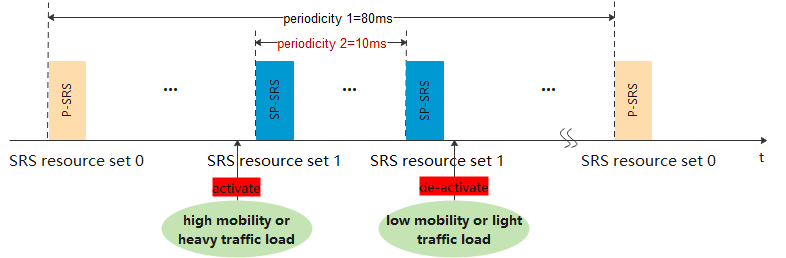 periodicity 1=80ms
periodicity 2=10ms
P-SRS
...
SP-SRS
...
SP-SRS
...
P-SRS
SRS resource set 0
SRS resource set 1
SRS resource set 1
SRS resource set 0
t
activate
de-activate
high mobility or
heavy traffic load
low mobility or light
traffic load